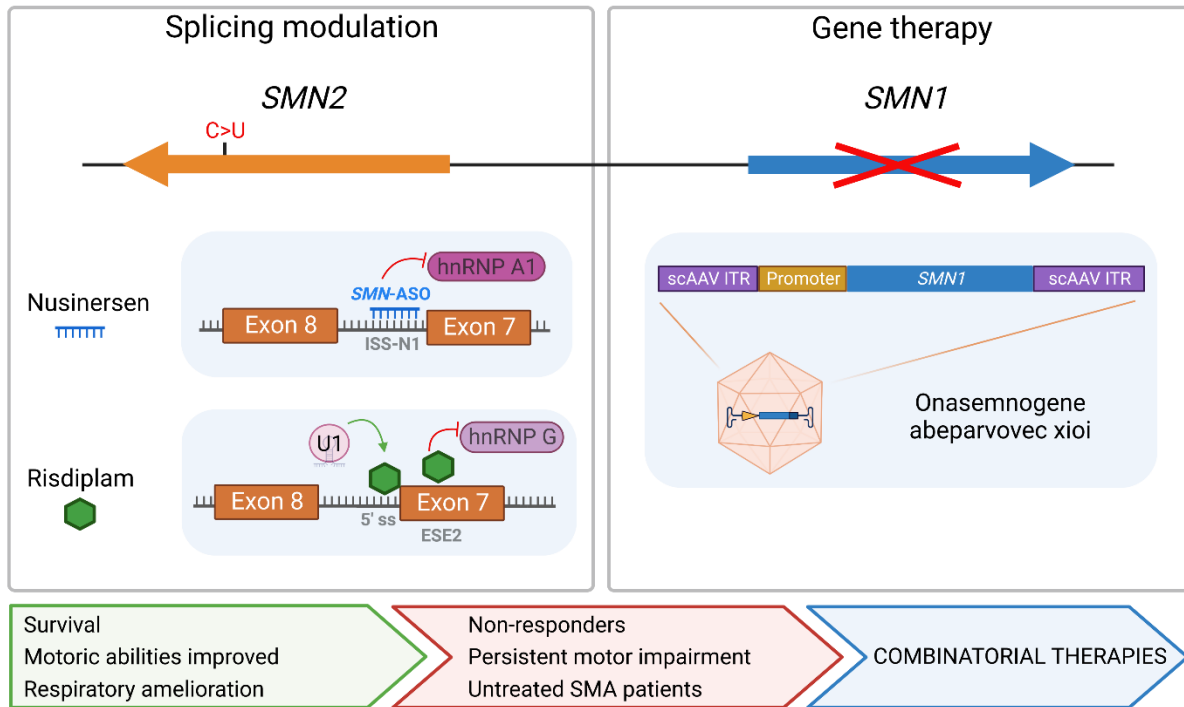 Splicing modulation
SMN2
C>U
Nusinersen
hnRNP A1
SMN-ASO
Exon 8
Exon 7
ISS-N1
Risdiplam
U1
hnRNP G
Exon 8
Exon 7
5' ss
ESE2
Gene therapy
SMN1
scAAV ITR
Promoter
SMN1
scAAV ITR
Onasemnogene
abeparvovec xioi
Survival
Motoric abilities improved
Respiratory amelioration
Non-responders
Persistent motor impairment
Untreated SMA patients
COMBINATORIAL THERAPIES